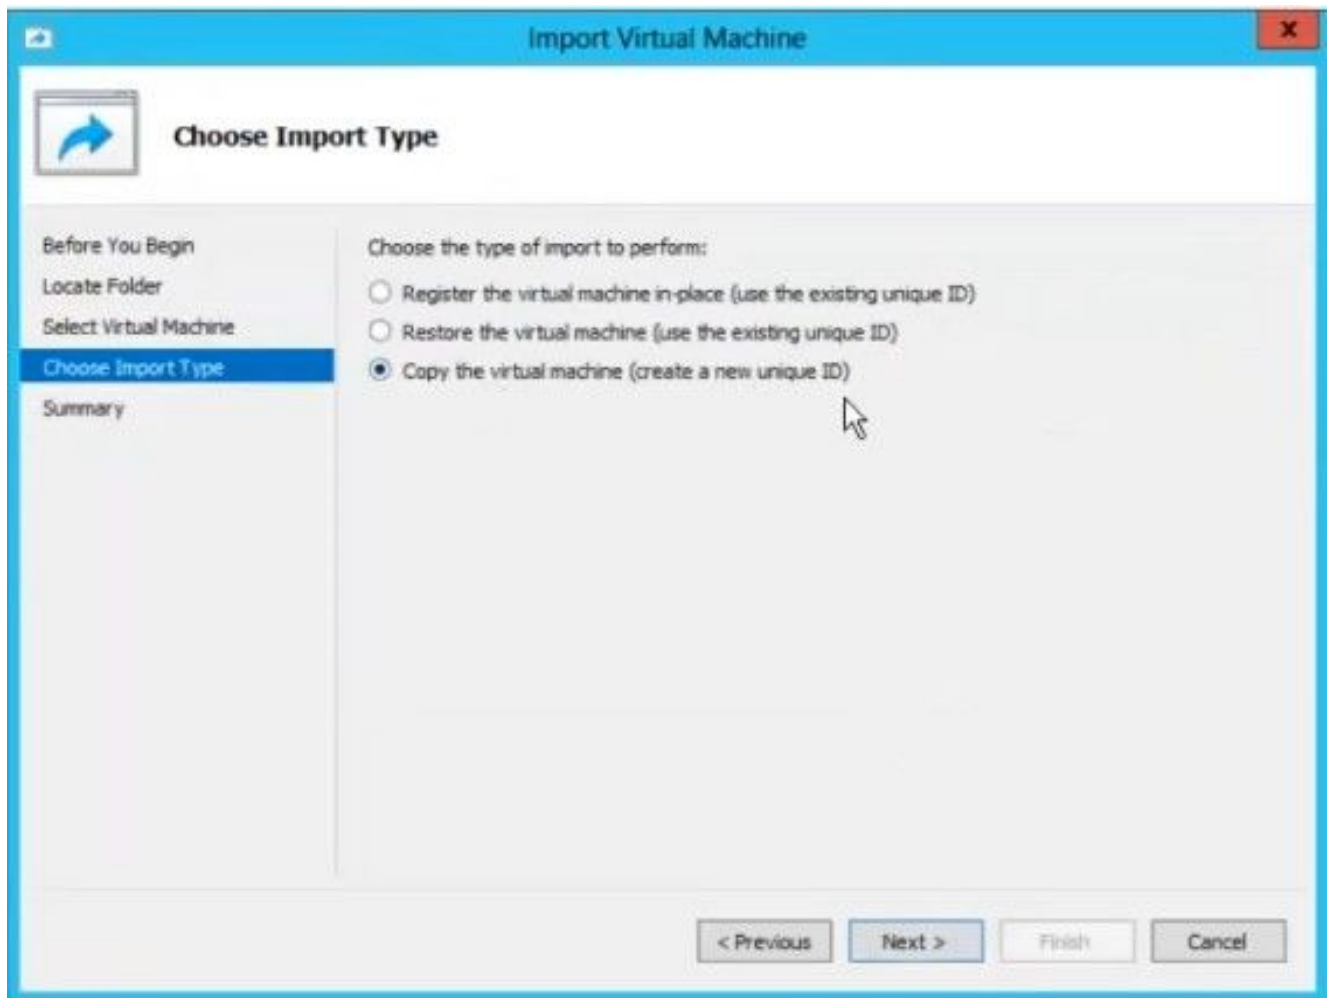 Import Virtual Machine
x
Choose Import Type
Before You Begin
Locate Folder
Select Virtual Machine
Choose Import Type
Summary
Choose the type of import to perform:
Register the virtual machine in-place (use the existing unique ID)
Restore the virtual machine (use the existing unique ID)
Copy the virtual machine (create a new unique ID)
< Previous Next > Finish Cancel